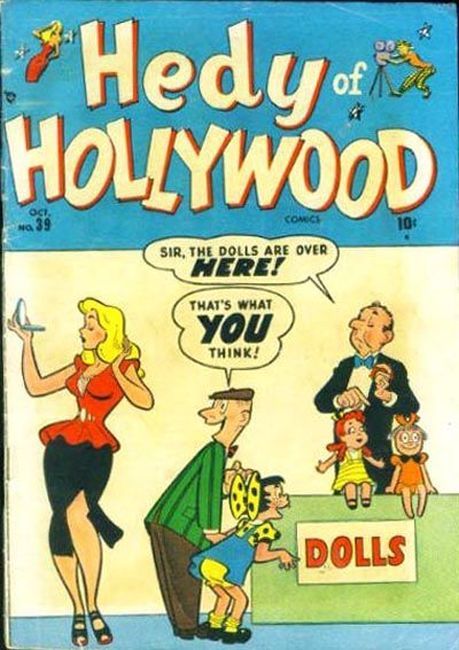 Hedy of
HOLLYWOOD
OCT.
NO. 39
COMICS
10¢
SIR, THE DOLLS ARE OVER
HERE!
THAT'S WHAT
YOU
THINK!
DOLLS